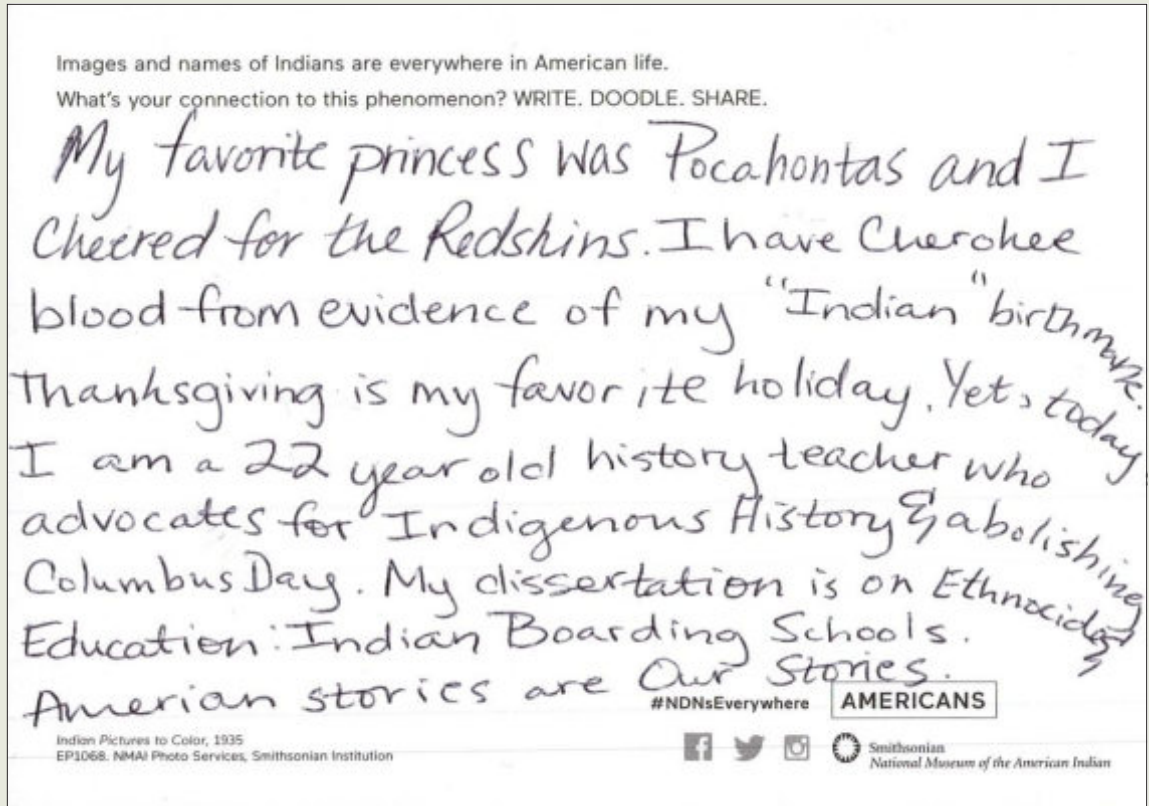 Images and names of Indians are everywhere in American life.
What's your connection to this phenomenon? WRITE. DOODLE. SHARE.
My favorite princess was Pocahontas and I
Cheered for the Redskins. I have Cherokee
blood from evidence of my "Indian" birthmark.
Thanksgiving is my favorite holiday. Yet, today,
I am a 22 year old history teacher who
advocates for Indigenous History & abolishing
Columbus Day. My dissertation is on Ethnocide &
Education: Indian Boarding Schools.
Amerian stories are Our Stories.
#NDNsEverywhere AMERICANS
Indian Pictures to Color, 1935
EP1068. NMAI Photo Services, Smithsonian Institution
Smithsonian
National Museum of the American Indian